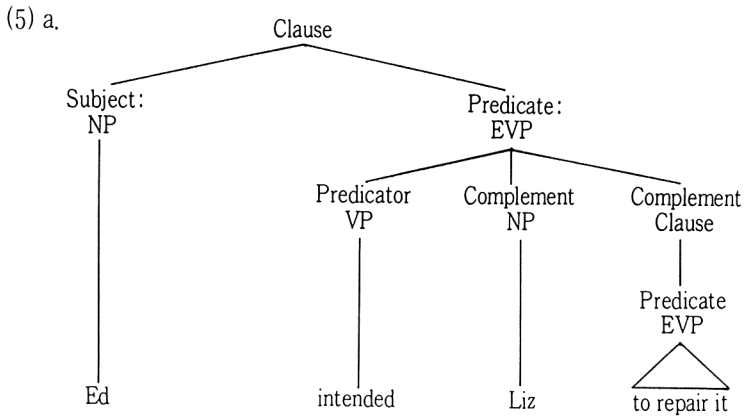 (5) a.
Clause
Subject:
NP
Predicate:
EVP
Predicator
VP
Complement
NP
Complement
Clause
Predicate
EVP
Ed
intended
Liz
to repair it